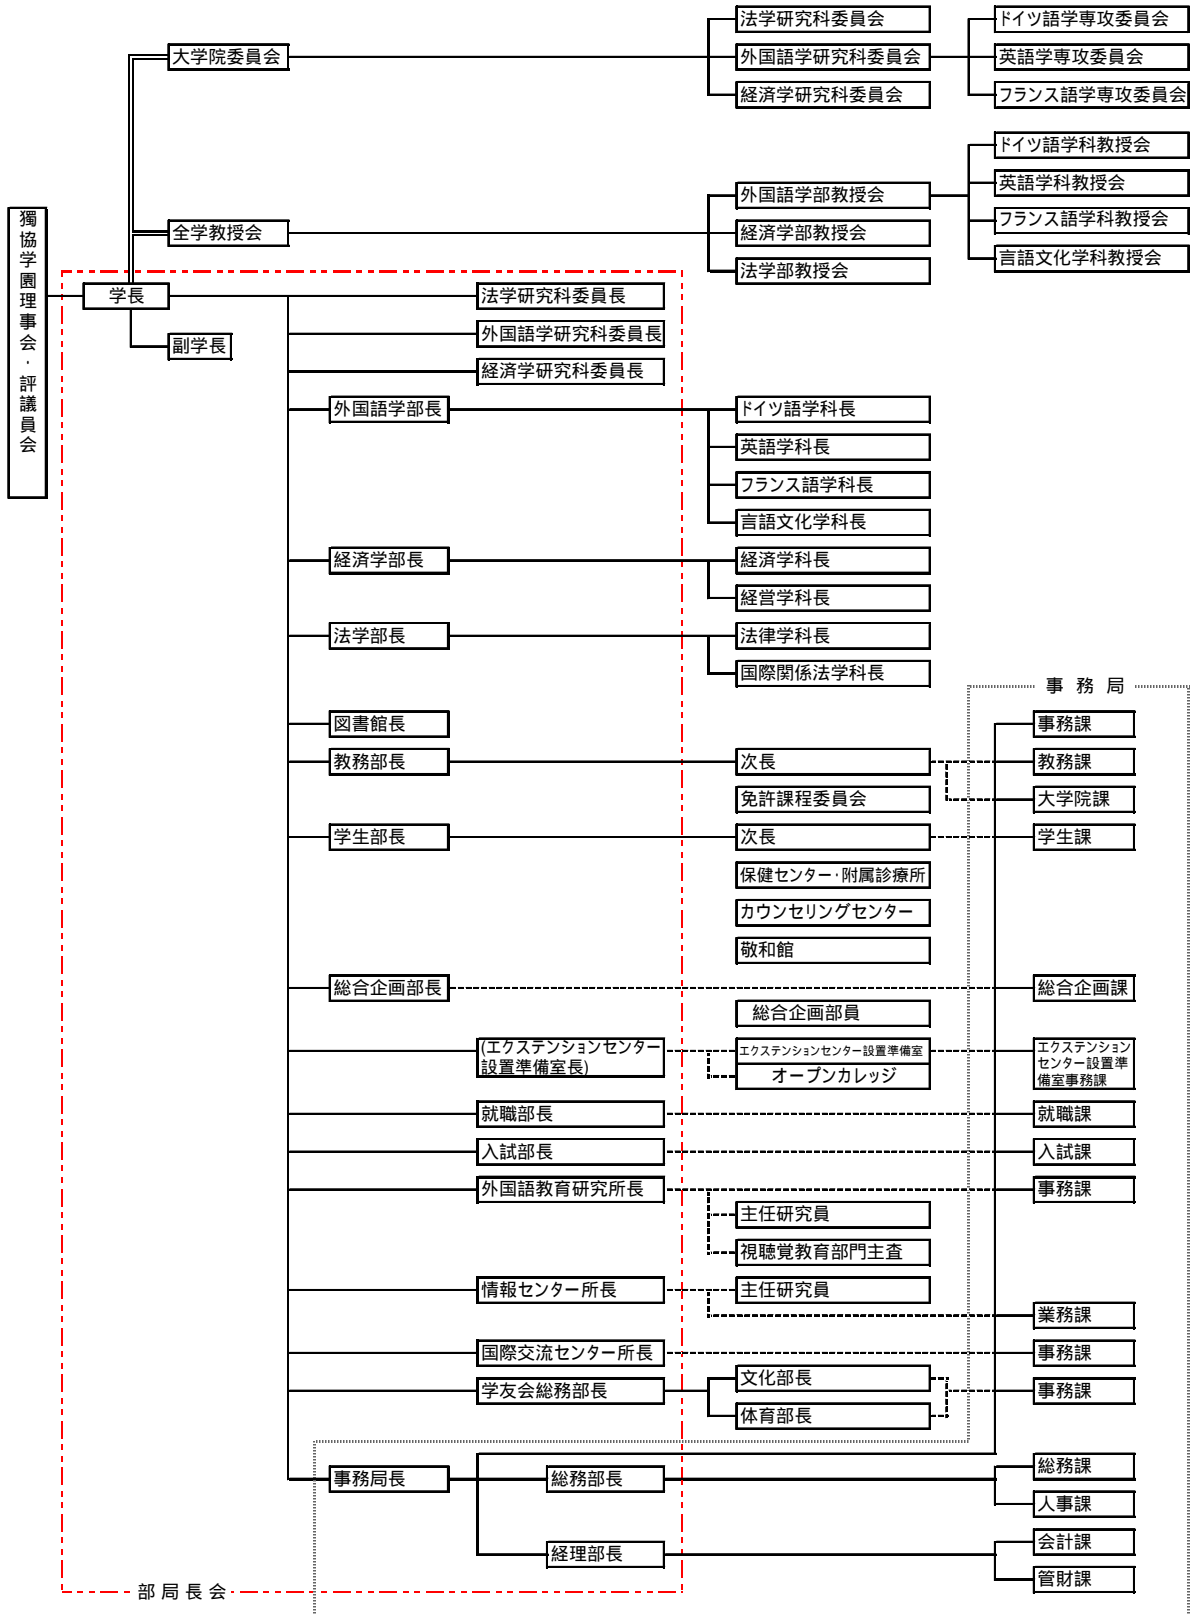 法学研究科委員会
ドイツ語学専攻委員会
大学院委員会
外国語学研究科委員会
英語学専攻委員会
経済学研究科委員会
フランス語学専攻委員会
ドイツ語学科教授会
外国語学部教授会
英語学科教授会
獨協学園理事会・評議員会
全学教授会
経済学部教授会
フランス語学科教授会
法学部教授会
言語文化学科教授会
学長
法学研究科委員長
副学長
外国語学研究科委員長
経済学研究科委員長
外国語学部長
ドイツ語学科長
英語学科長
フランス語学科長
言語文化学科長
経済学部長
経済学科長
経営学科長
法学部長
法律学科長
国際関係法学科長
事務局
図書館長
事務課
教務部長
次長
教務課
免許課程委員会
大学院課
学生部長
次長
学生課
保健センター・附属診療所
カウンセリングセンター
敬和館
総合企画部長
総合企画課
総合企画部員
(エクステンションセンター
設置準備室長)
エクステンションセンター設置準備室
オープンカレッジ
エクステンション
センター設置準
備室事務課
就職部長
就職課
入試部長
入試課
外国語教育研究所長
事務課
主任研究員
視聴覚教育部門主査
情報センター所長
主任研究員
業務課
国際交流センター所長
事務課
学友会総務部長
文化部長
事務課
体育部長
事務局長
総務部長
総務課
人事課
経理部長
会計課
管財課
部局長会